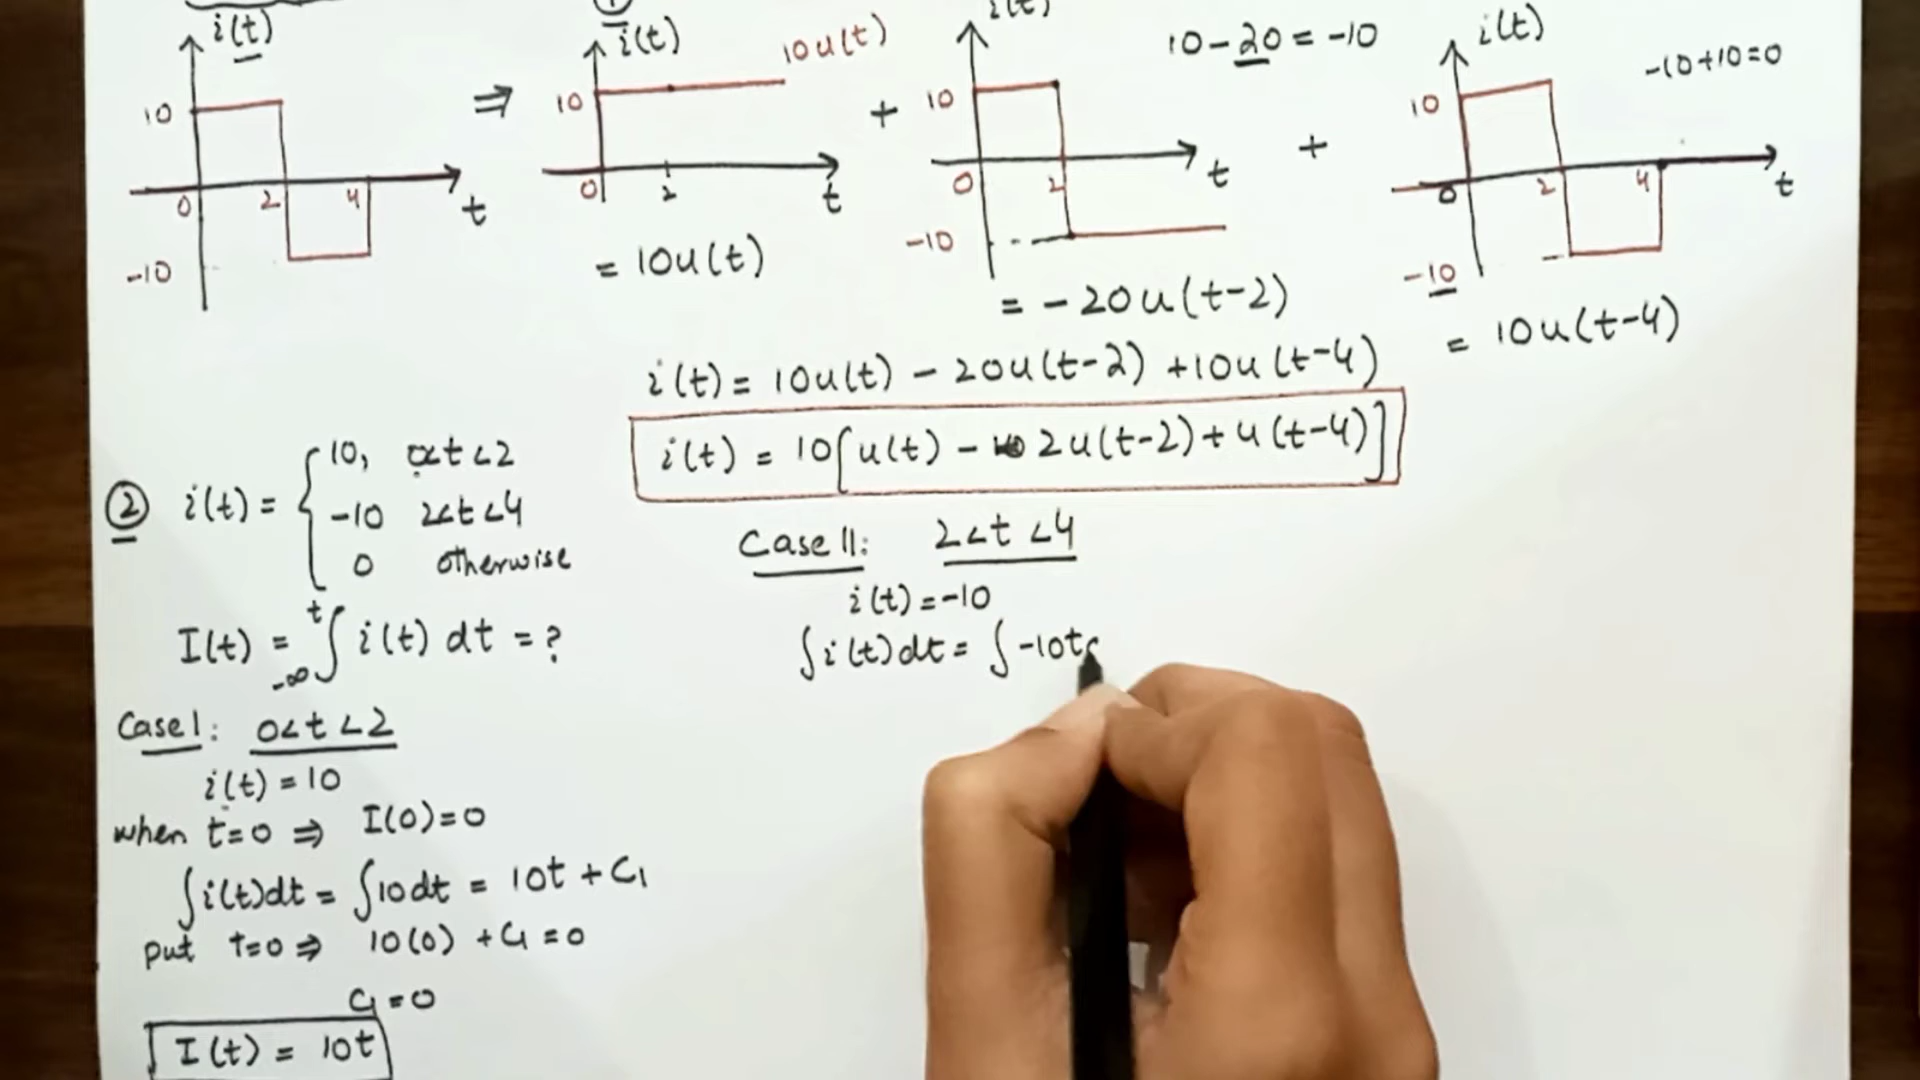 i(t)
10
0
2
4
t
-10
⇒
①
i(t)
10u(t)
10
0
2
t
= 10u(t)
+
i(t)
10-20 = -10
10
0
2
t
-10
= -20u(t-2)
+
i(t)
-10+10=0
10
0
2
4
t
-10
= 10u(t-4)
i(t) = 10u(t) - 20u(t-2) +10u(t-4)
i(t) = 10[u(t) - 2u(t-2) + u(t-4)]
② i(t) = { 10, 0<t<2
-10 2<t<4
0 otherwise
I(t) = ∫ -∞ t i(t) dt = ?
Case I: 0<t<2
i(t) = 10
when t=0 ⇒ I(0)=0
∫i(t)dt = ∫10dt = 10t + C1
put t=0 ⇒ 10(0) + C1 = 0
C1 = 0
I(t) = 10t
Case II: 2<t<4
i(t) = -10
∫i(t)dt = ∫-10t